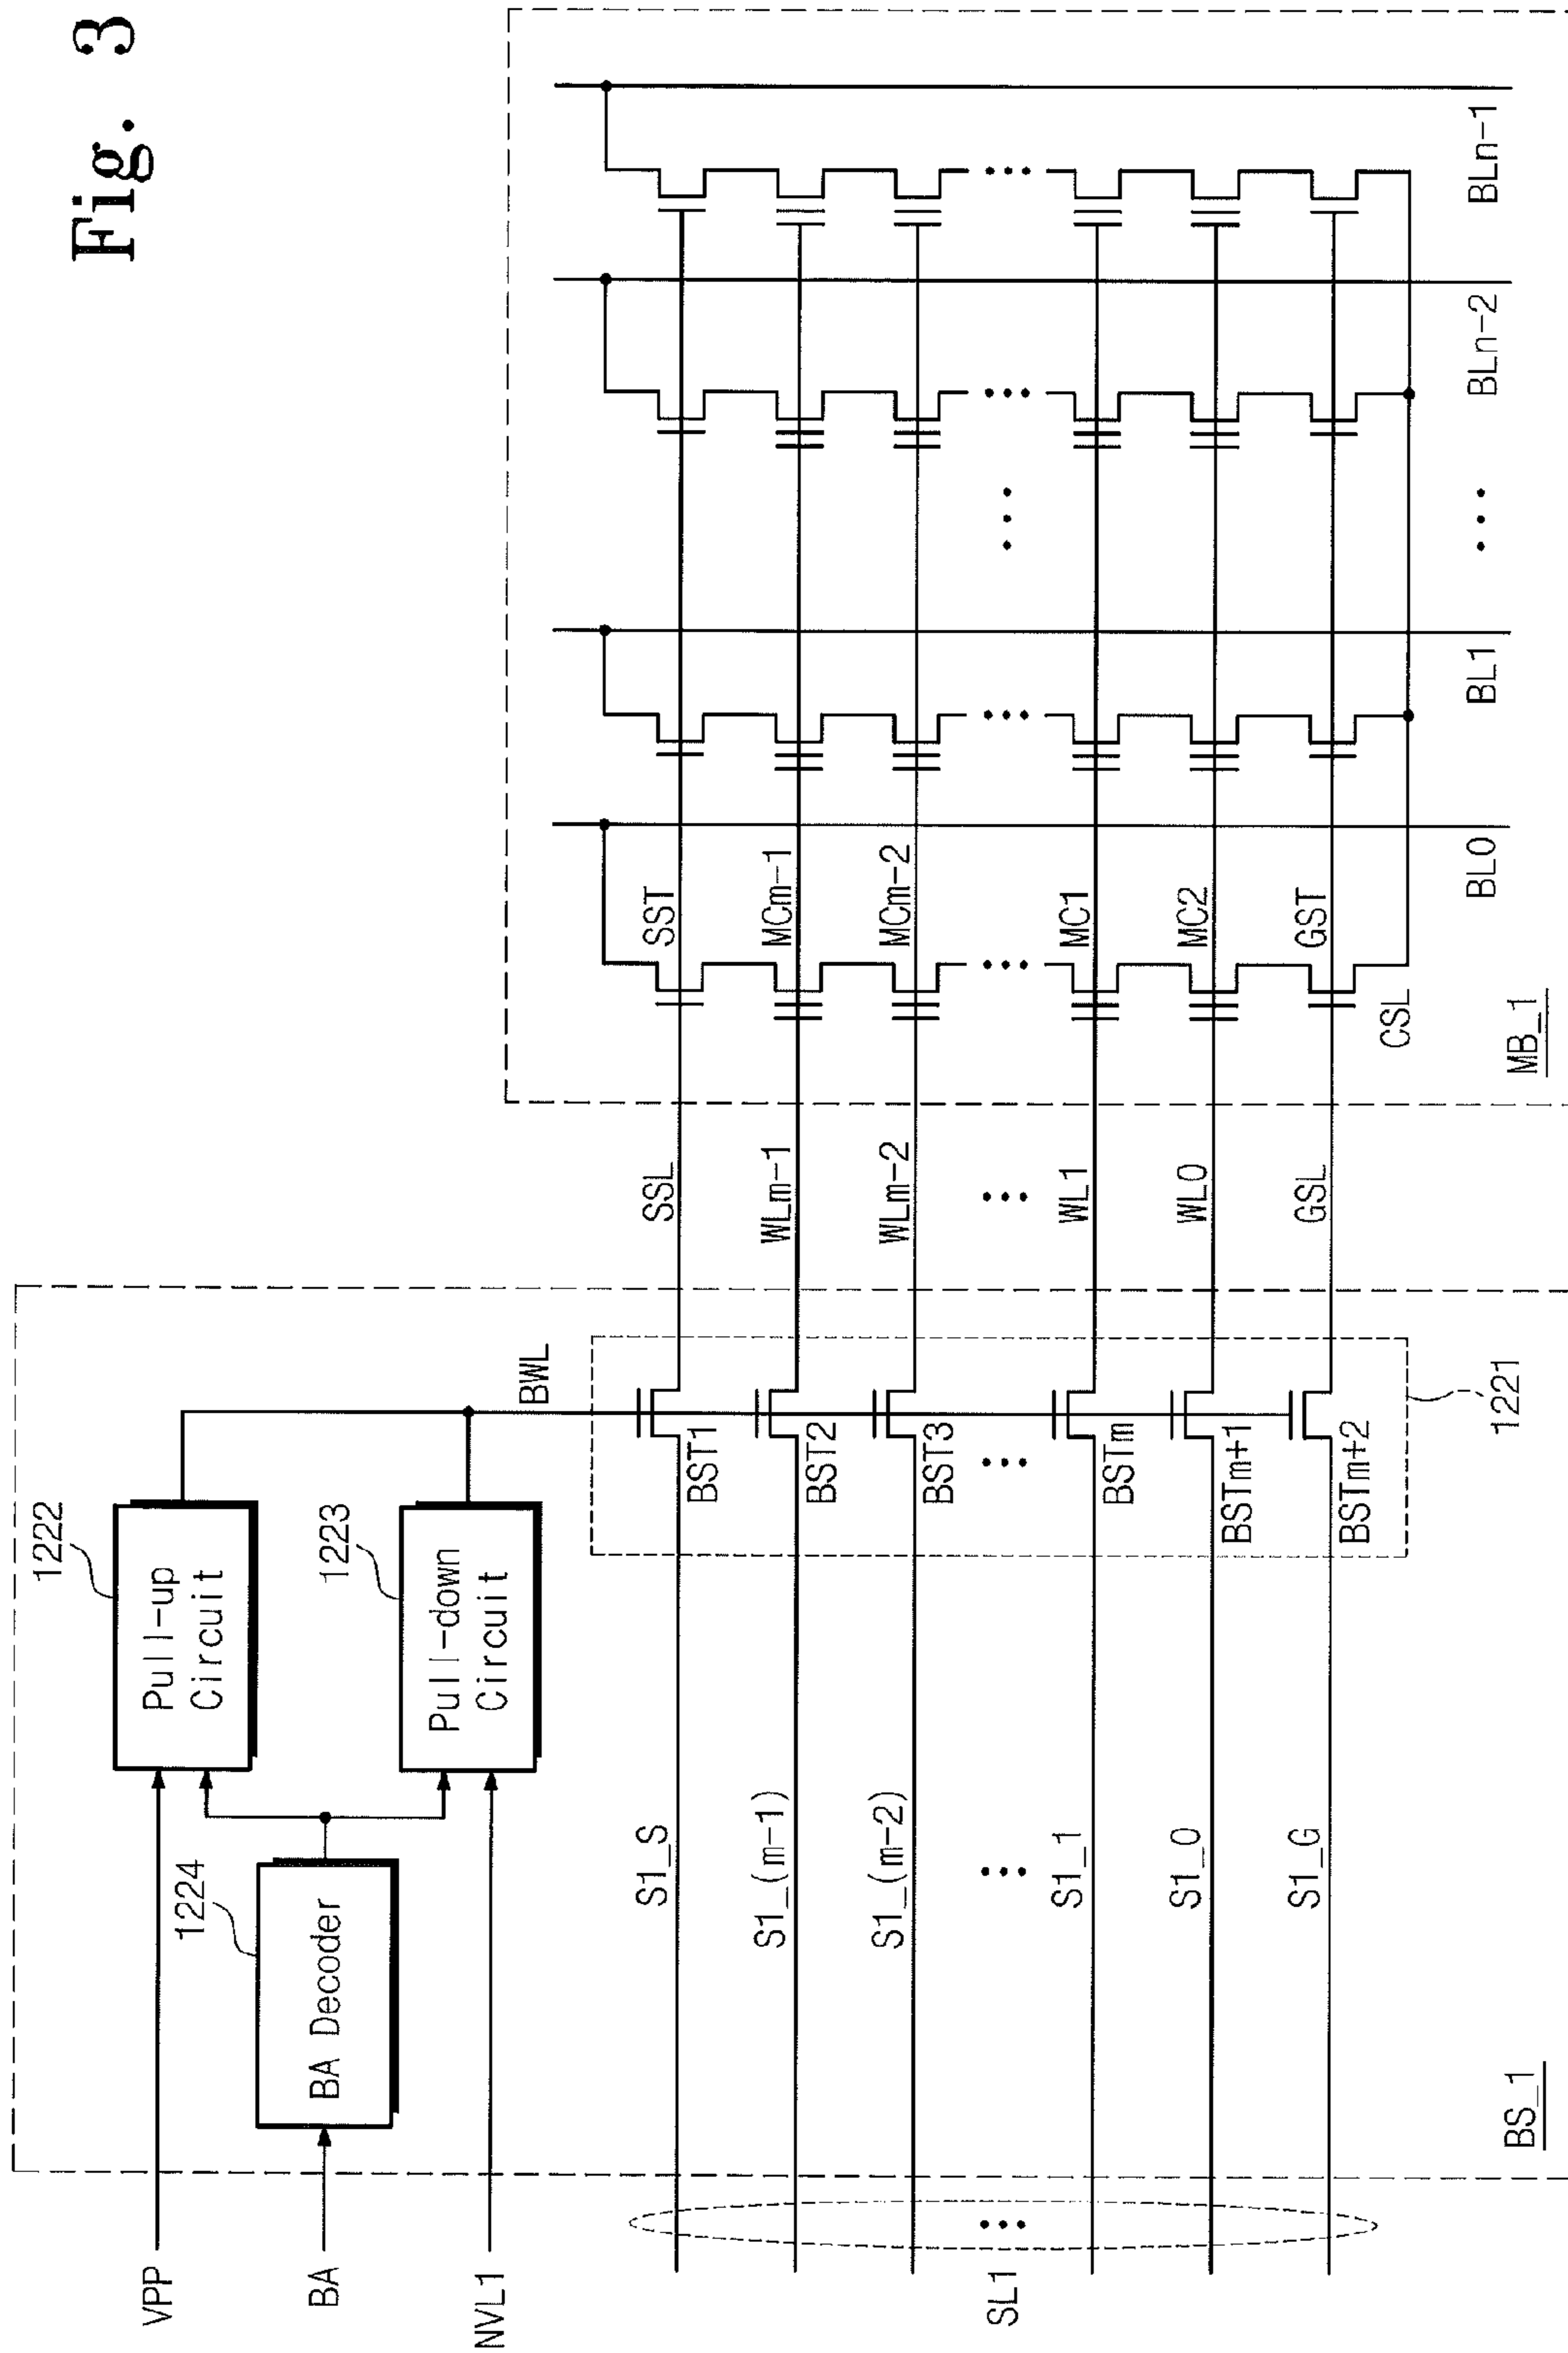 Fig. 3
VPP
BA
NVL1
SL1
1222
Pull-up
Circuit
1223
Pull-down
Circuit
1224
BA Decoder
BWL
S1_S
BST1
SSL
SST
S1_(m-1)
BST2
WLm-1
MCm-1
S1_(m-2)
BST3
WLm-2
MCm-2
S1_1
BSTm
WL1
MC1
S1_0
BSTm+1
WL0
MC2
S1_G
BSTm+2
GSL
GST
CSL
1221
BL0
BL1
BLn-2
BLn-1
BS_1
MB_1